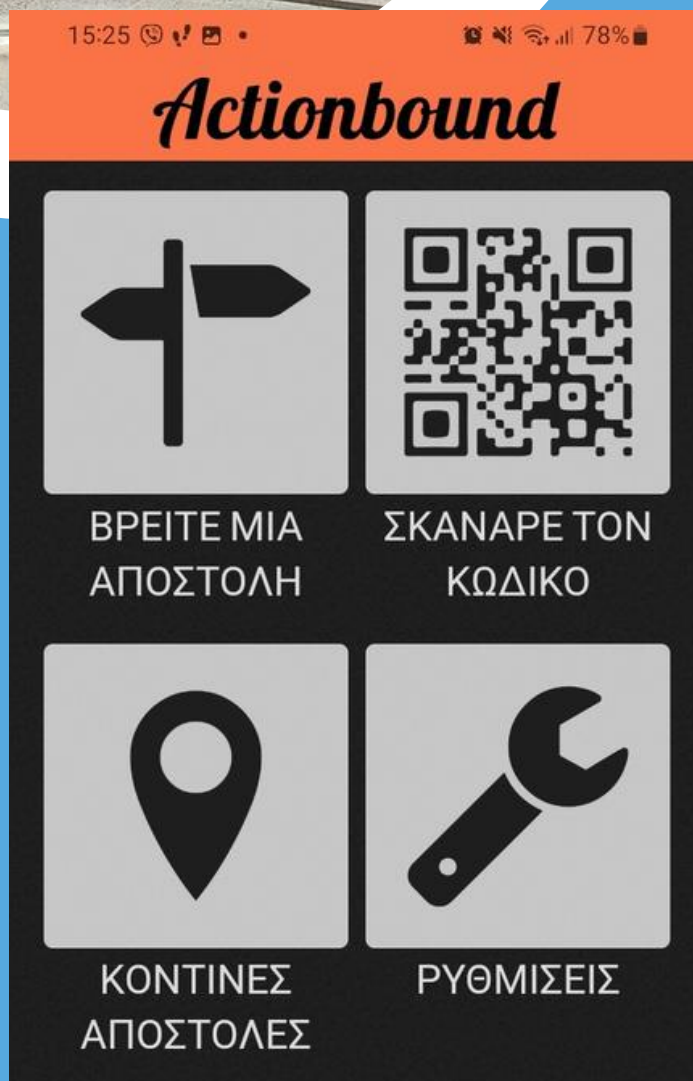 15:25
78%
Actionbound
ΒΡΕΙΤΕ ΜΙΑ
ΑΠΟΣΤΟΛΗ
ΣΚΑΝΑΡΕ ΤΟΝ
ΚΩΔΙΚΟ
ΚΟΝΤΙΝΕΣ
ΑΠΟΣΤΟΛΕΣ
ΡΥΘΜΙΣΕΙΣ